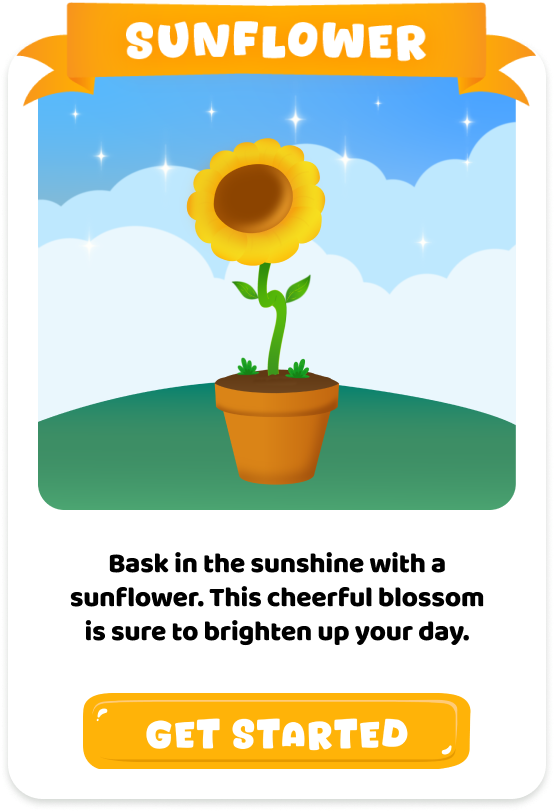 SUNFLOWER
Bask in the sunshine with a
sunflower. This cheerful blossom
is sure to brighten up your day.
GET STARTED